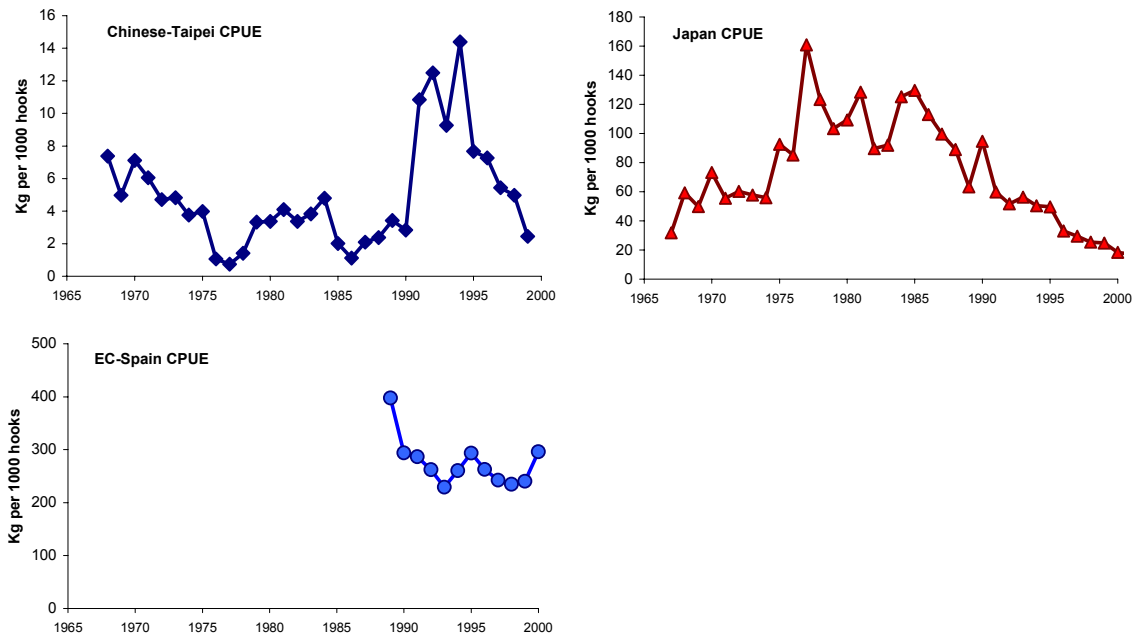 Chinese-Taipei CPUE
Kg per 1000 hooks
16
14
12
10
8
6
4
2
0
1965 1970 1975 1980 1985 1990 1995 2000
Japan CPUE
Kg per 1000 hooks
180
160
140
120
100
80
60
40
20
0
1965 1970 1975 1980 1985 1990 1995 2000
EC-Spain CPUE
Kg per 1000 hooks
500
400
300
200
100
0
1965 1970 1975 1980 1985 1990 1995 2000